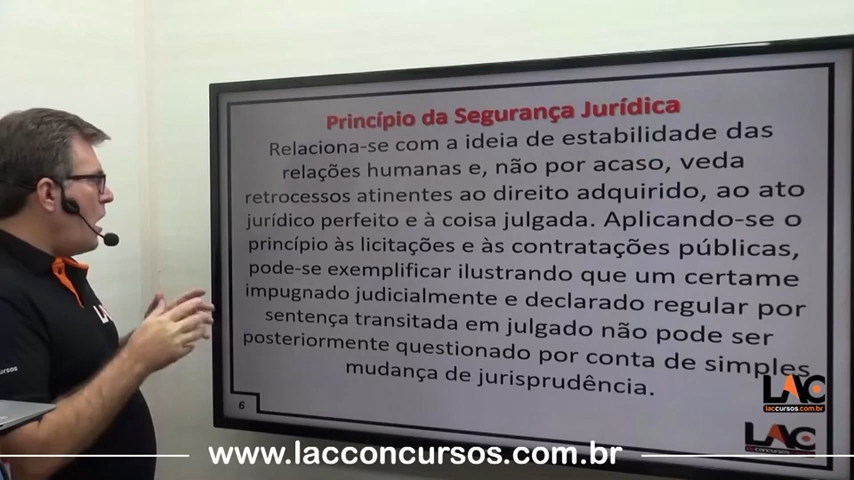 Princípio da Segurança Jurídica
Relaciona-se com a ideia de estabilidade das
relações humanas e, não por acaso, veda
retrocessos atinentes ao direito adquirido, ao ato
jurídico perfeito e à coisa julgada. Aplicando-se o
princípio às licitações e às contratações públicas,
pode-se exemplificar ilustrando que um certame
impugnado judicialmente e declarado regular por
sentença transitada em julgado não pode ser
posteriormente questionado por conta de simples
mudança de jurisprudência.
6
LAC
laccursos.com.br
LAC
www.lacconcursos.com.br